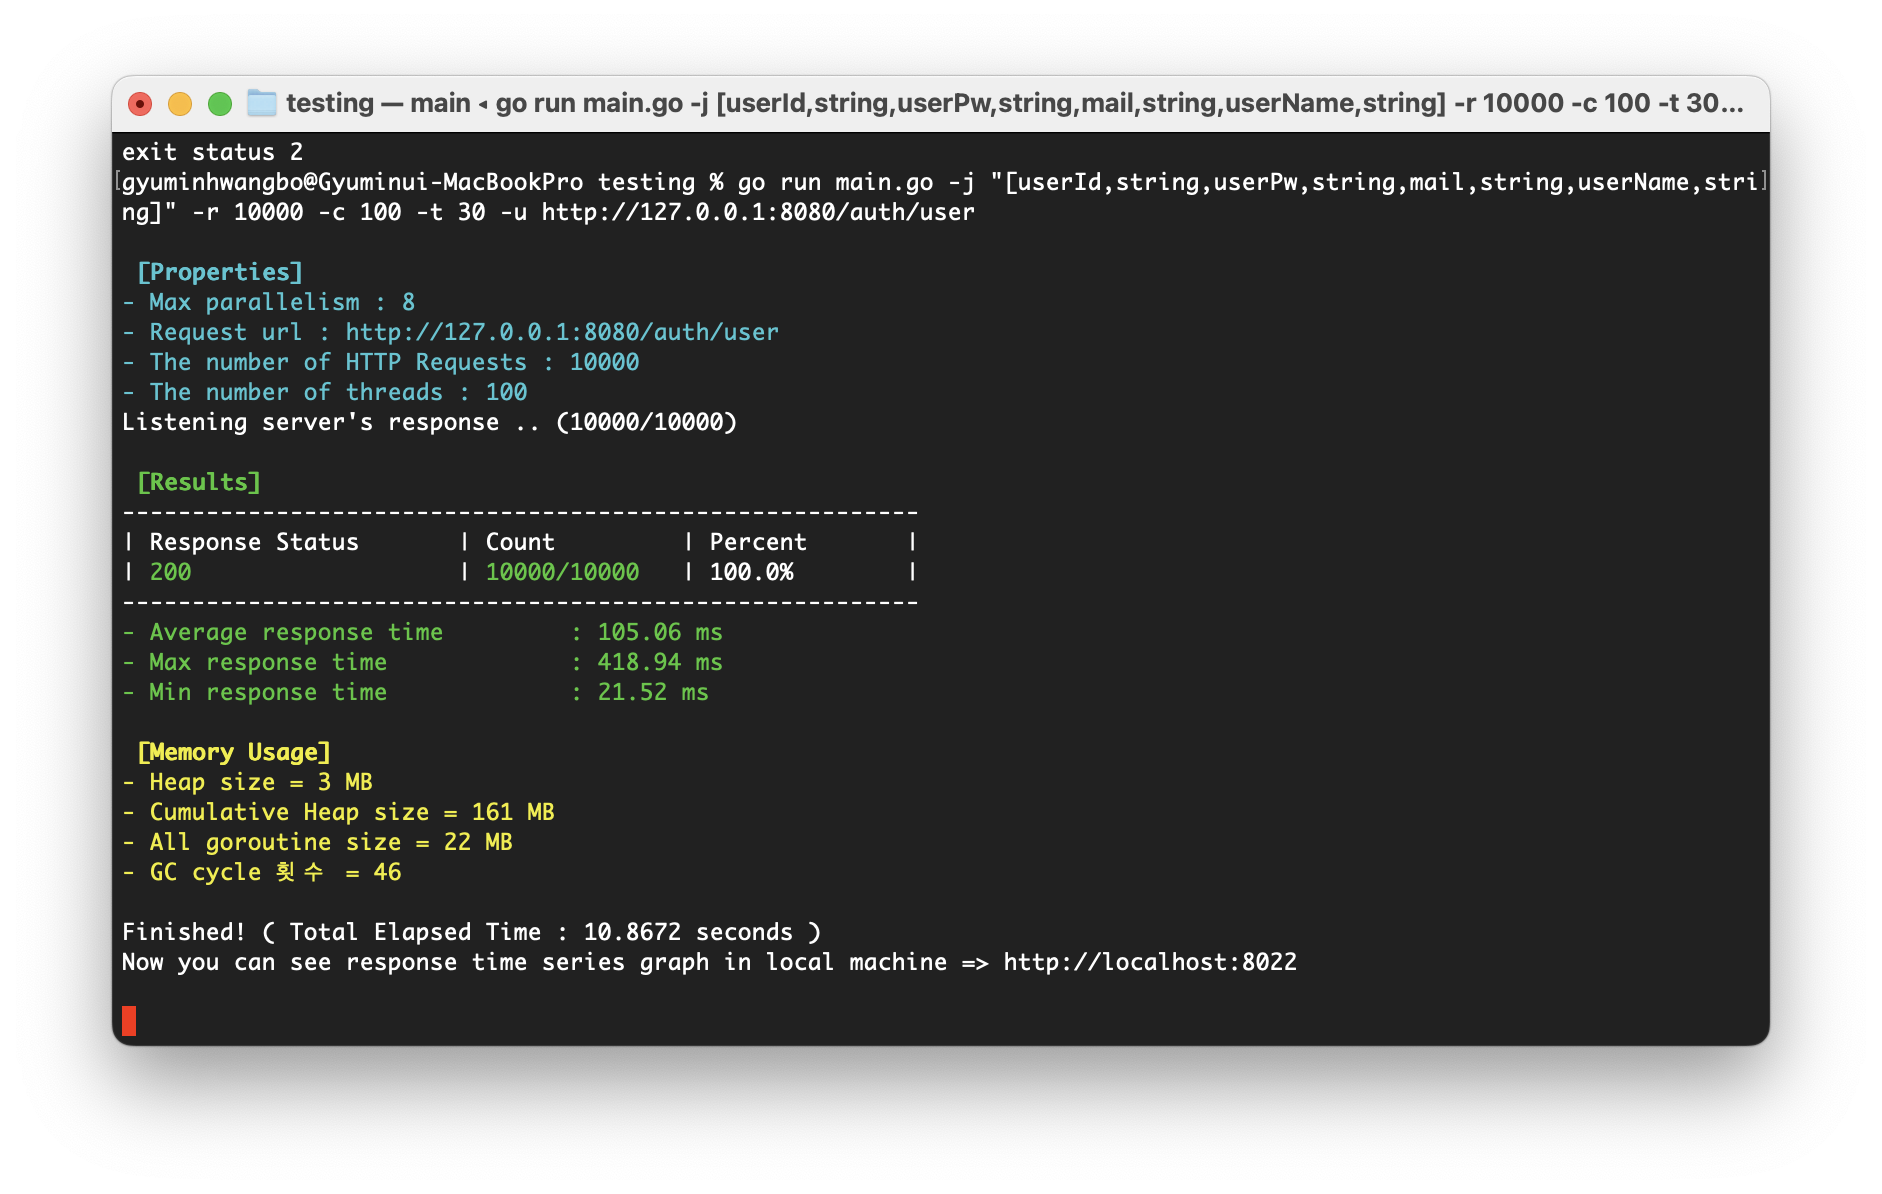 testing — main ◂ go run main.go -j [userId,string,userPw,string,mail,string,userName,string] -r 10000 -c 100 -t 30...
exit status 2
[gyuminhwangbo@Gyuminui-MacBookPro testing % go run main.go -j "[userId,string,userPw,string,mail,string,userName,stri]
ng]" -r 10000 -c 100 -t 30 -u http://127.0.0.1:8080/auth/user
[Properties]
- Max parallelism : 8
- Request url : http://127.0.0.1:8080/auth/user
- The number of HTTP Requests : 10000
- The number of threads : 100
Listening server's response .. (10000/10000)
[Results]
---------------------------------------------------------
| Response Status | Count | Percent |
| 200 | 10000/10000 | 100.0% |
---------------------------------------------------------
- Average response time : 105.06 ms
- Max response time : 418.94 ms
- Min response time : 21.52 ms
[Memory Usage]
- Heap size = 3 MB
- Cumulative Heap size = 161 MB
- All goroutine size = 22 MB
- GC cycle 횟수 = 46
Finished! ( Total Elapsed Time : 10.8672 seconds )
Now you can see response time series graph in local machine => http://localhost:8022